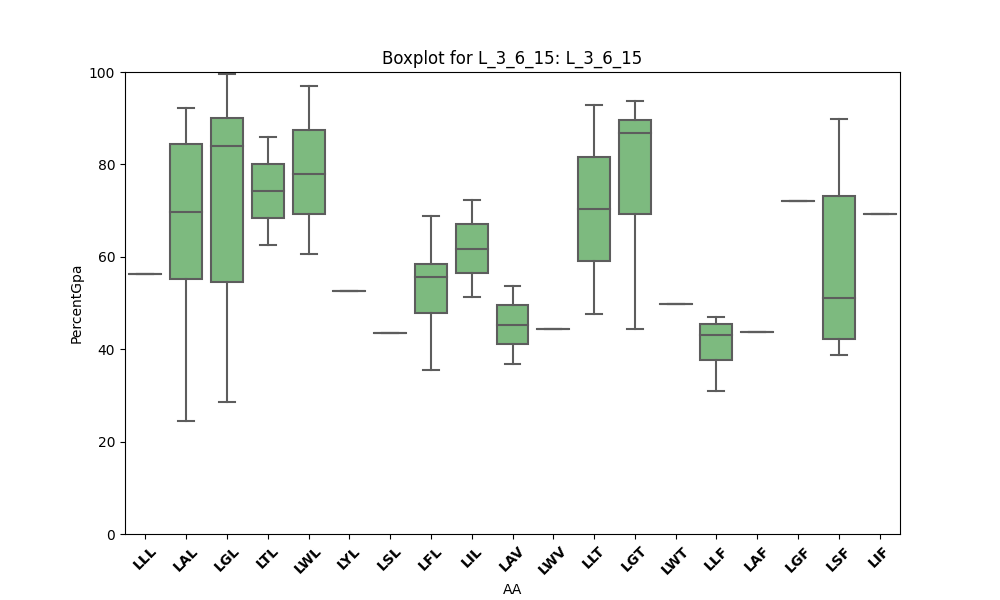 Boxplot for L_3_6_15: L_3_6_15
100
80
60
40
20
0
PercentGpa
LLL LAL LGL LTL LWL LYL LSL LFL LIL LAV LWV LLT LGT LWT LLF LAF LGF LSF LIF
AA